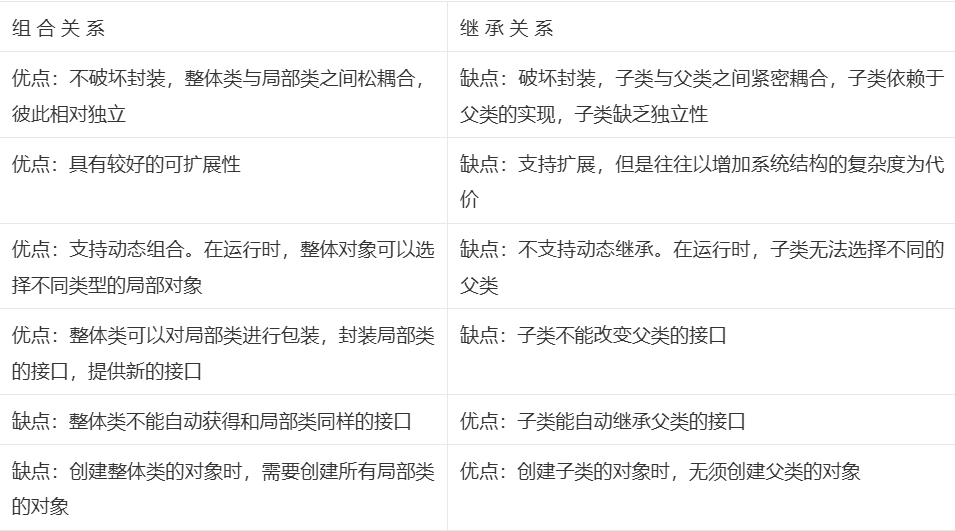 组 合 关 系
继 承 关 系
优点：不破坏封装，整体类与局部类之间松耦合，
彼此相对独立
缺点：破坏封装，子类与父类之间紧密耦合，子类依赖于
父类的实现，子类缺乏独立性
优点：具有较好的可扩展性
缺点：支持扩展，但是往往以增加系统结构的复杂度为代
价
优点：支持动态组合。在运行时，整体对象可以选
择不同类型的局部对象
缺点：不支持动态继承。在运行时，子类无法选择不同的
父类
优点：整体类可以对局部类进行包装，封装局部类
的接口，提供新的接口
缺点：子类不能改变父类的接口
缺点：整体类不能自动获得和局部类同样的接口
优点：子类能自动继承父类的接口
缺点：创建整体类的对象时，需要创建所有局部类
的对象
优点：创建子类的对象时，无须创建父类的对象